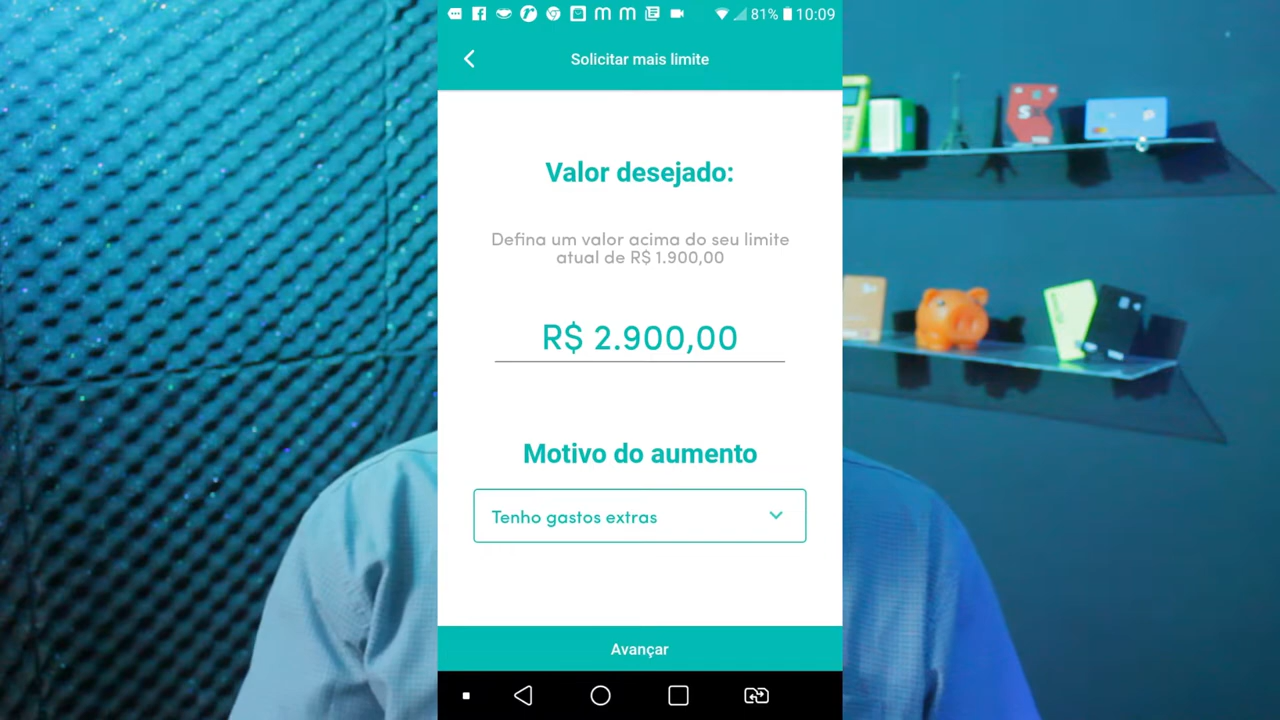 81% 10:09
Solicitar mais limite
Valor desejado:
Defina um valor acima do seu limite
atual de R$ 1.900,00
R$ 2.900,00
Motivo do aumento
Tenho gastos extras
Avançar